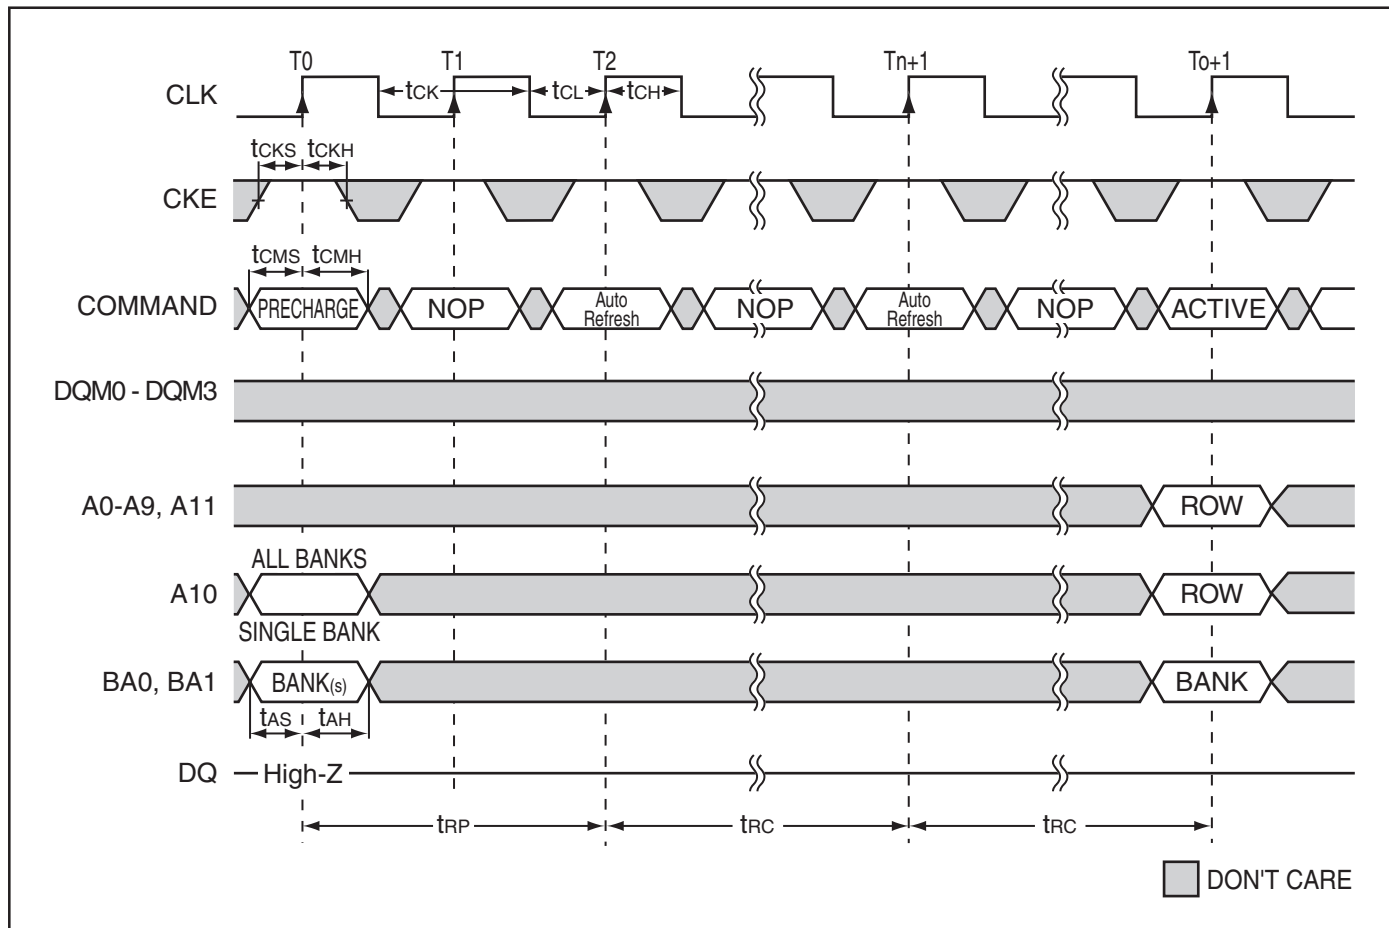 T0 T1 T2 Tn+1 To+1
CLK
tCK tCL tCH
tCKS tCKH
CKE
tCMS tCMH
COMMAND PRECHARGE NOP Auto Refresh NOP Auto Refresh NOP ACTIVE
DQM0 - DQM3
A0-A9, A11 ROW
ALL BANKS
A10 ROW
SINGLE BANK
BA0, BA1 BANK(s) BANK
tAS tAH
DQ High-Z
tRP tRC tRC
DON'T CARE